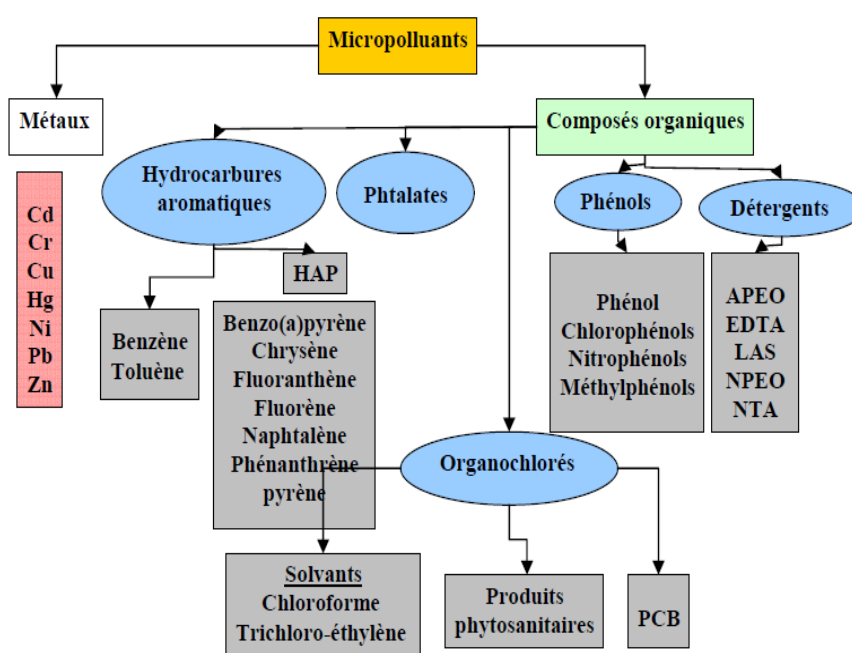 Micropolluants
Métaux
Composés organiques
Hydrocarbures
aromatiques
Phtalates
Phénols
Détergents
Cd
Cr
Cu
Hg
Ni
Pb
Zn
HAP
Benzène
Toluène
Benzo(a)pyrène
Chrysène
Fluoranthène
Fluorène
Naphtalène
Phénanthrène
pyrène
Phénol
Chlorophénols
Nitrophénols
Méthylphénols
APEO
EDTA
LAS
NPEO
NTA
Organochlorés
Solvants
Chloroforme
Trichloro-éthylène
Produits
phytosanitaires
PCB